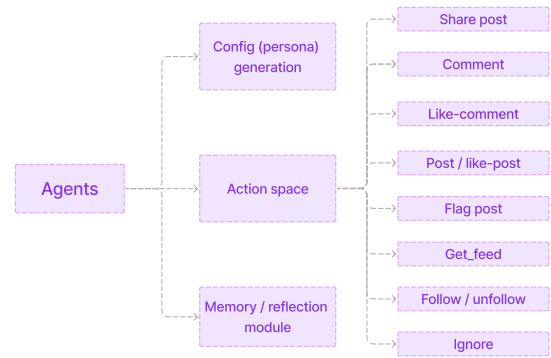 Agents
Config (persona)
generation
Action space
Memory / reflection
module
Share post
Comment
Like-comment
Post / like-post
Flag post
Get_feed
Follow / unfollow
Ignore